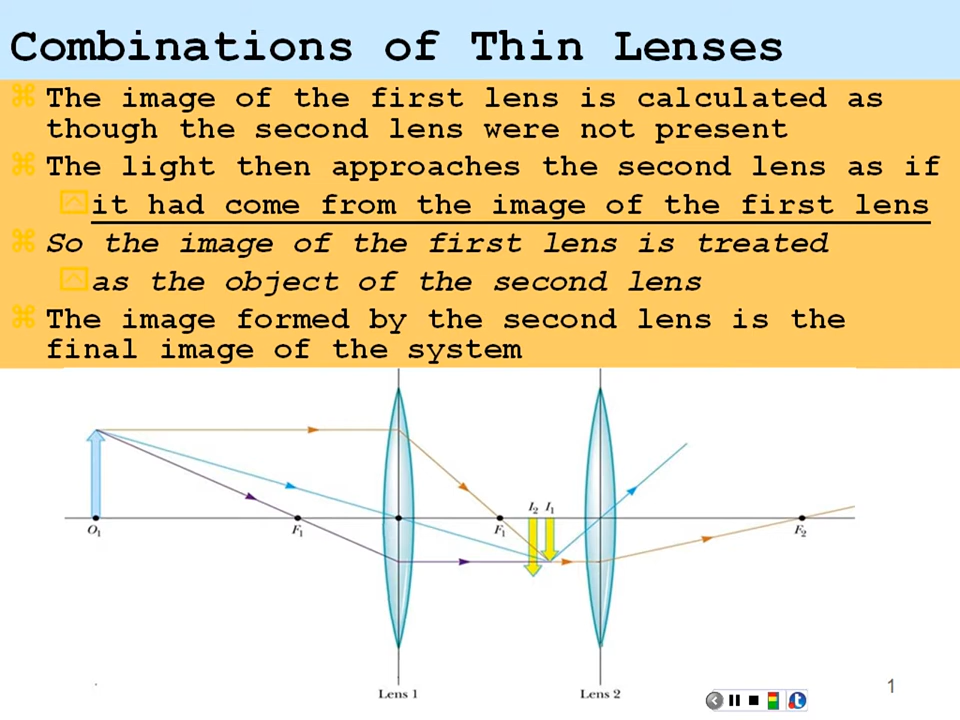 Combinations of Thin Lenses
The image of the first lens is calculated as
though the second lens were not present
The light then approaches the second lens as if
it had come from the image of the first lens
So the image of the first lens is treated
as the object of the second lens
The image formed by the second lens is the
final image of the system
I₂ I₁
O₁ F₁ F₁ F₂
Lens 1 Lens 2
1